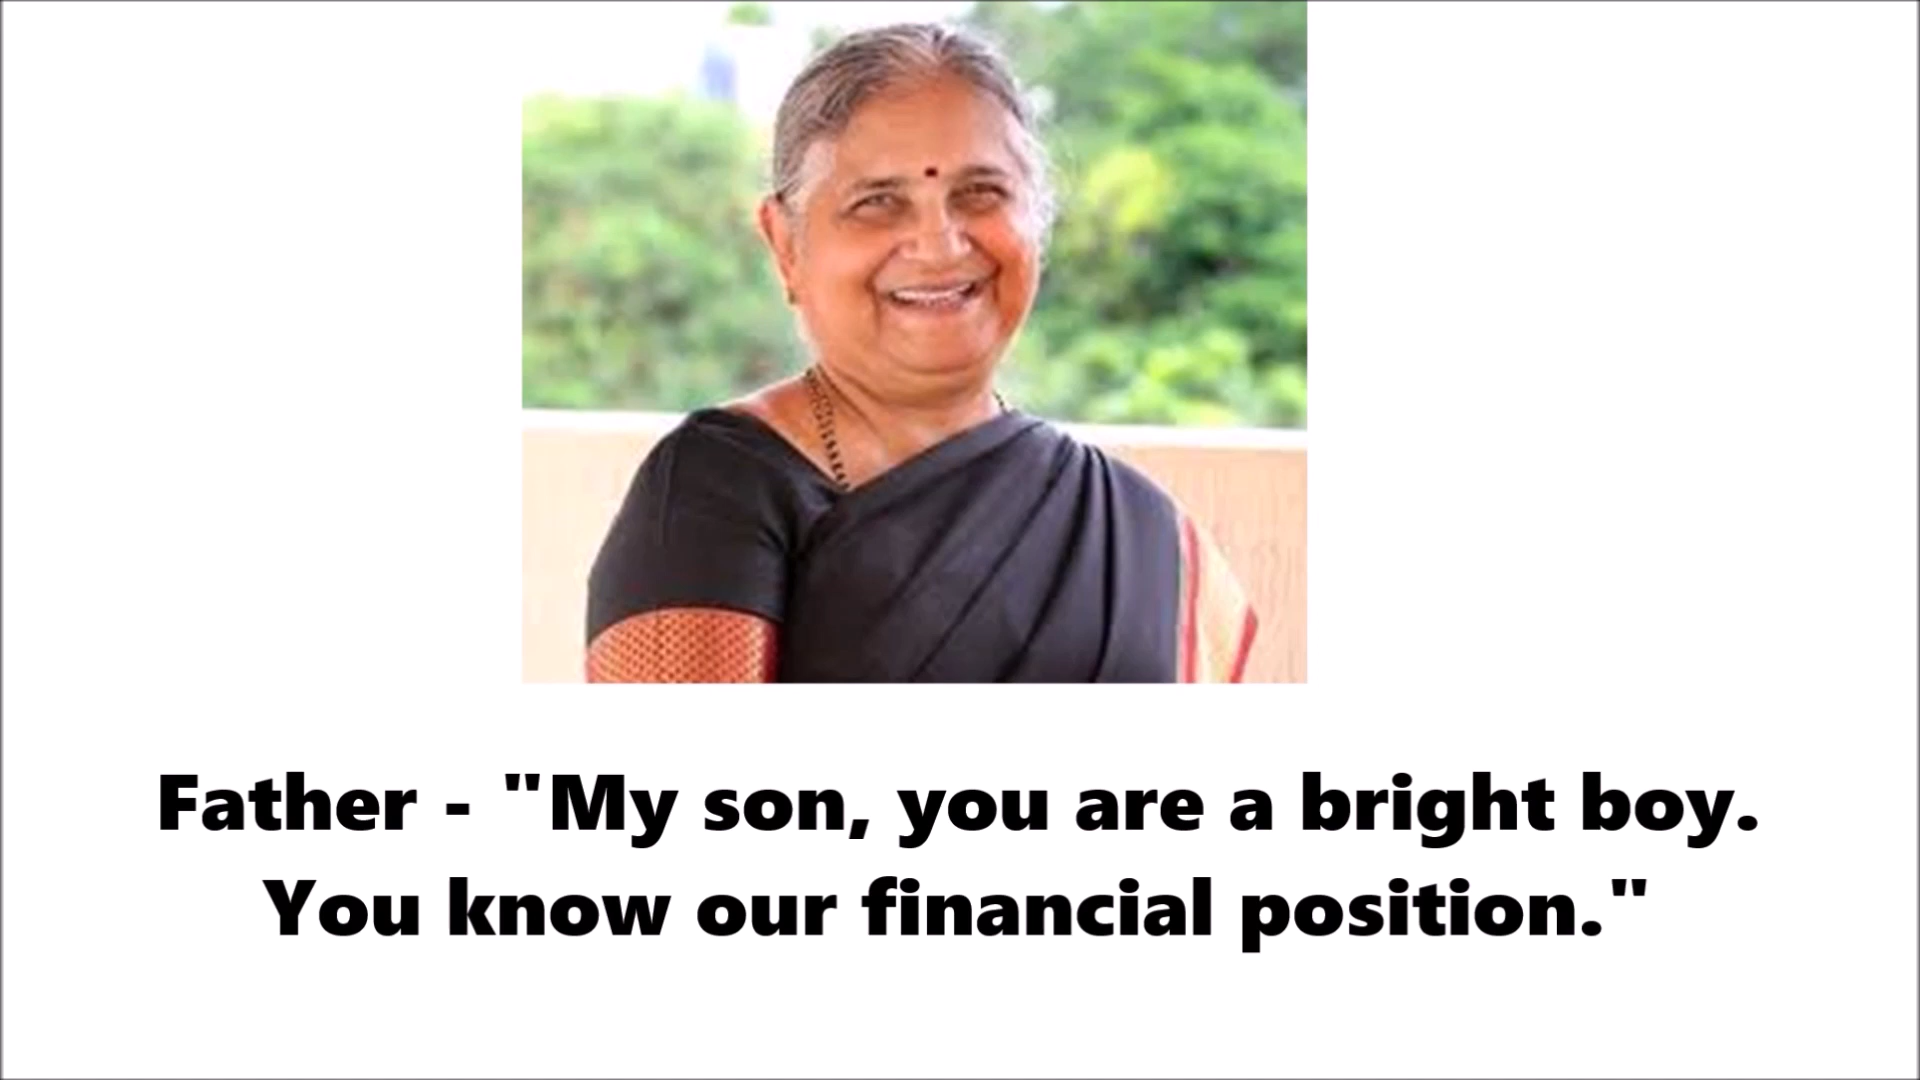 Father - "My son, you are a bright boy.
You know our financial position."